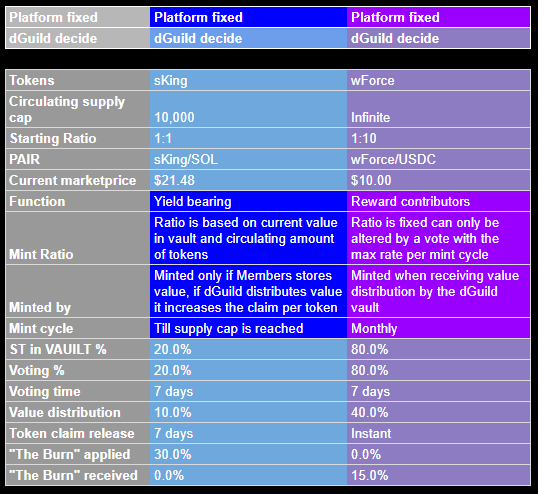 Platform fixed Platform fixed Platform fixed
dGuild decide dGuild decide dGuild decide
Tokens sKing wForce
Circulating supply
cap 10,000 Infinite
Starting Ratio 1:1 1:10
PAIR sKing/SOL wForce/USDC
Current marketprice $21.48 $10.00
Function Yield bearing Reward contributors
Ratio is based on current value Ratio is fixed can only be
in vault and circulating amount altered by a vote with the
Mint Ratio of tokens max rate per mint cycle
Minted only if Members stores Minted when receiving value
value, if dGuild distributes value distribution by the dGuild
Minted by it increases the claim per token vault
Mint cycle Till supply cap is reached Monthly
ST in VAUILT % 20.0% 80.0%
Voting % 20.0% 80.0%
Voting time 7 days 7 days
Value distribution 10.0% 40.0%
Token claim release 7 days Instant
"The Burn" applied 30.0% 0.0%
"The Burn" received 0.0% 15.0%